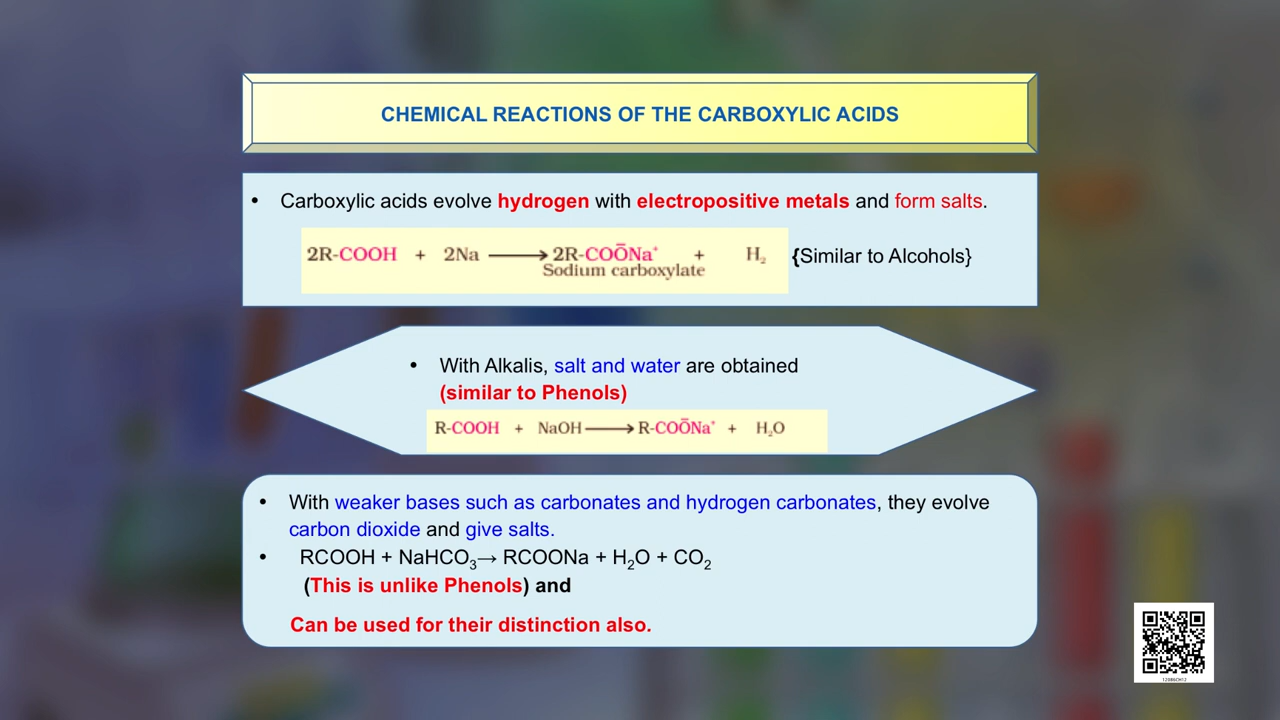 CHEMICAL REACTIONS OF THE CARBOXYLIC ACIDS
• Carboxylic acids evolve hydrogen with electropositive metals and form salts.
2R-COOH + 2Na ⟶ 2R-COO̅Na⁺ + H₂ {Similar to Alcohols}
Sodium carboxylate
• With Alkalis, salt and water are obtained
(similar to Phenols)
R-COOH + NaOH ⟶ R-COO̅Na⁺ + H₂O
• With weaker bases such as carbonates and hydrogen carbonates, they evolve
carbon dioxide and give salts.
• RCOOH + NaHCO₃→ RCOONa + H₂O + CO₂
(This is unlike Phenols) and
Can be used for their distinction also.